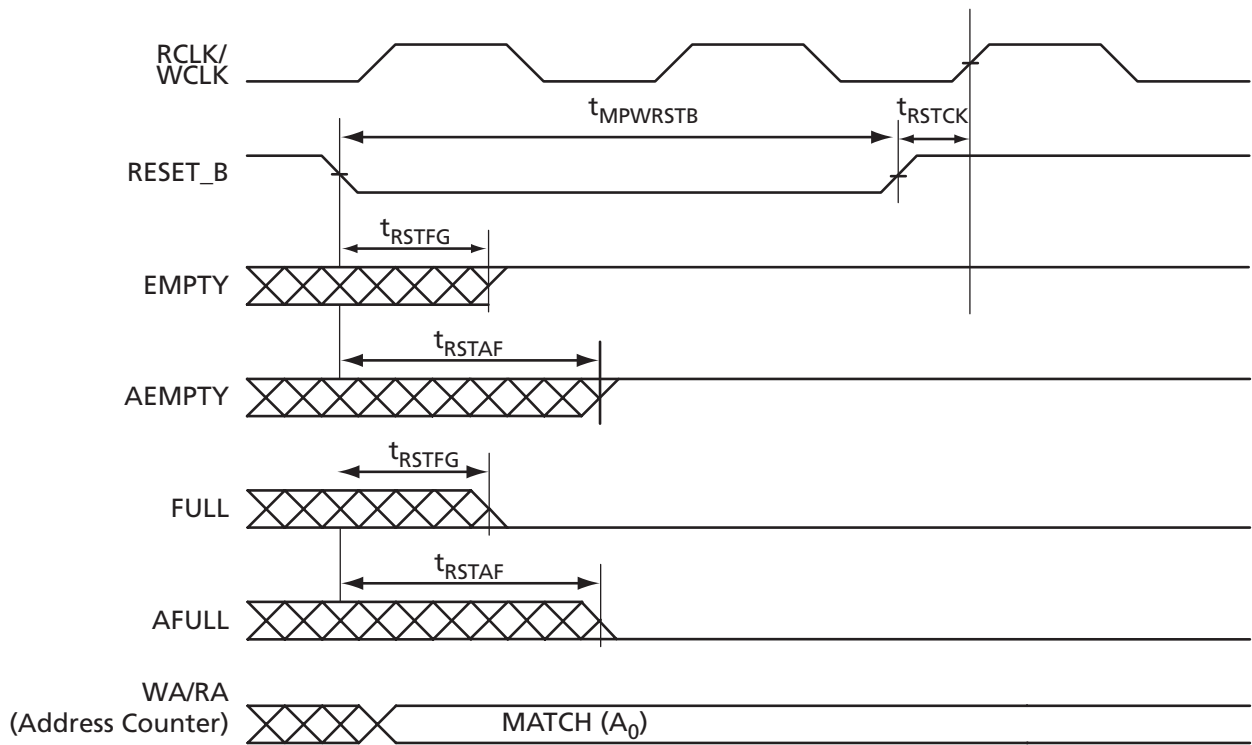 RCLK/
WCLK
tMPWRSTB
tRSTCK
RESET_B
tRSTFG
EMPTY
tRSTAF
AEMPTY
tRSTFG
FULL
tRSTAF
AFULL
WA/RA
(Address Counter)
MATCH (A0)